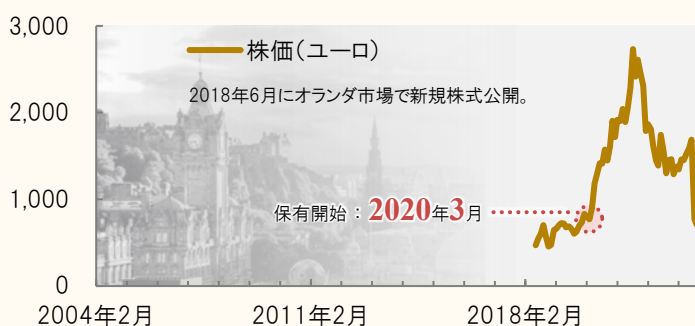 3,000
株価(ユーロ)
2018年6月にオランダ市場で新規株式公開。
2,000
1,000
保有開始：2020年3月
0
2004年2月 2011年2月 2018年2月